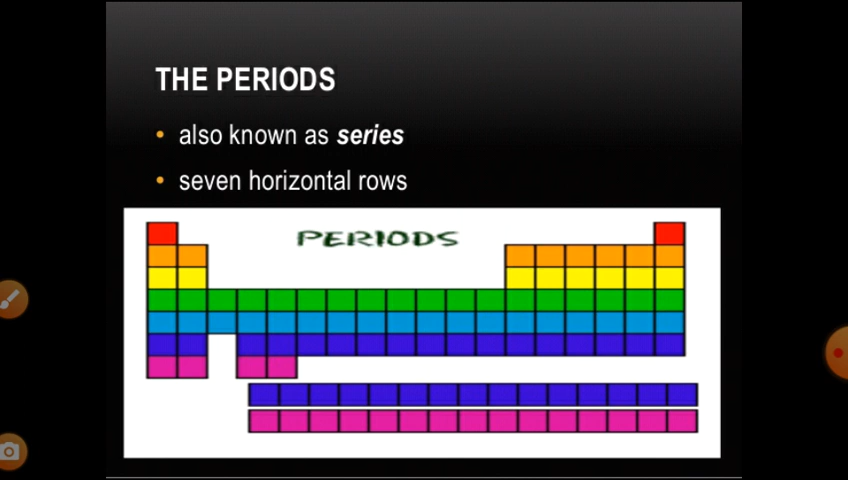 THE PERIODS
• also known as series
• seven horizontal rows
PERIODS